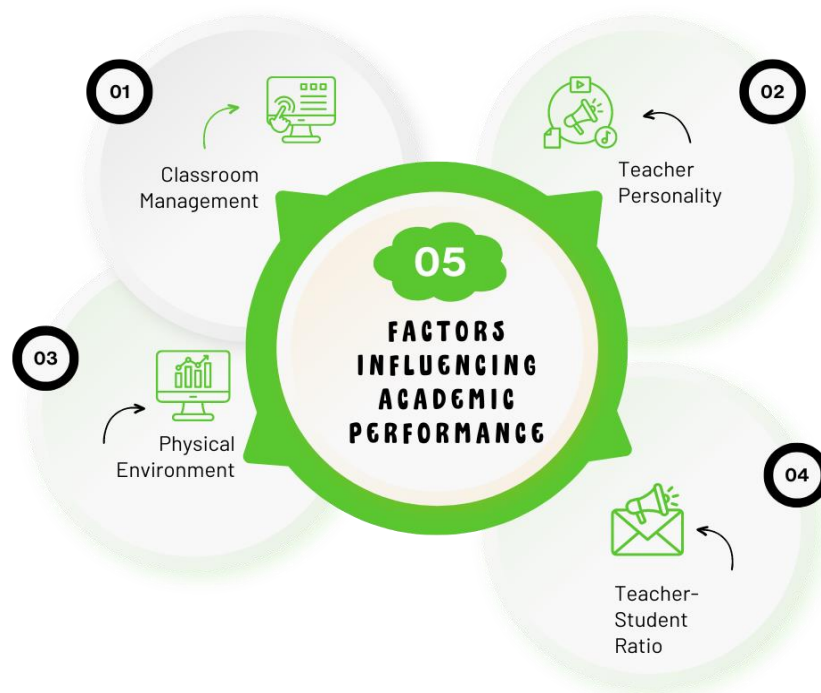 01
Classroom
Management
02
Teacher
Personality
05
FACTORS
INFLUENCING
ACADEMIC
PERFORMANCE
03
Physical
Environment
04
Teacher-
Student
Ratio